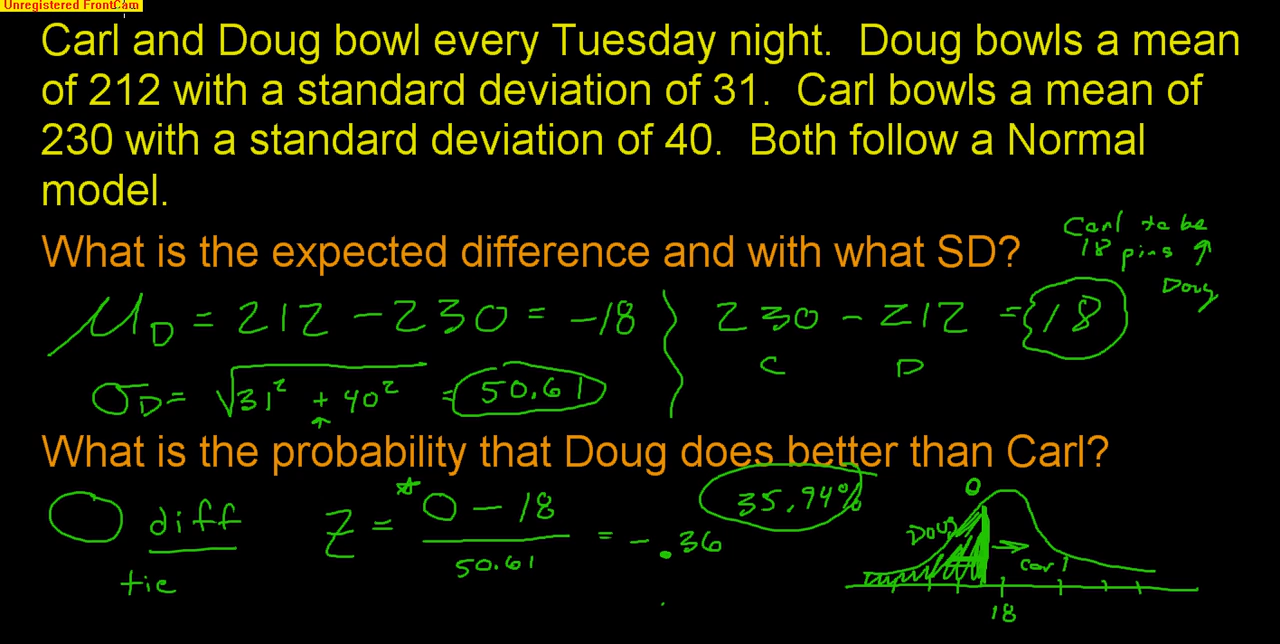 Unregistered FrontCam
Carl and Doug bowl every Tuesday night. Doug bowls a mean
of 212 with a standard deviation of 31. Carl bowls a mean of
230 with a standard deviation of 40. Both follow a Normal
model.
What is the expected difference and with what SD?
Carl to be
18 pins ↑
Doug
μD = 212 - 230 = -18
230 - 212 = 18
C D
σD = √31² + 40² = 50.61
↑
What is the probability that Doug does better than Carl?
0 diff
tie
Z = * 0 - 18
50.61
= -.36
35.94%
0
Doug
→
Carl
18